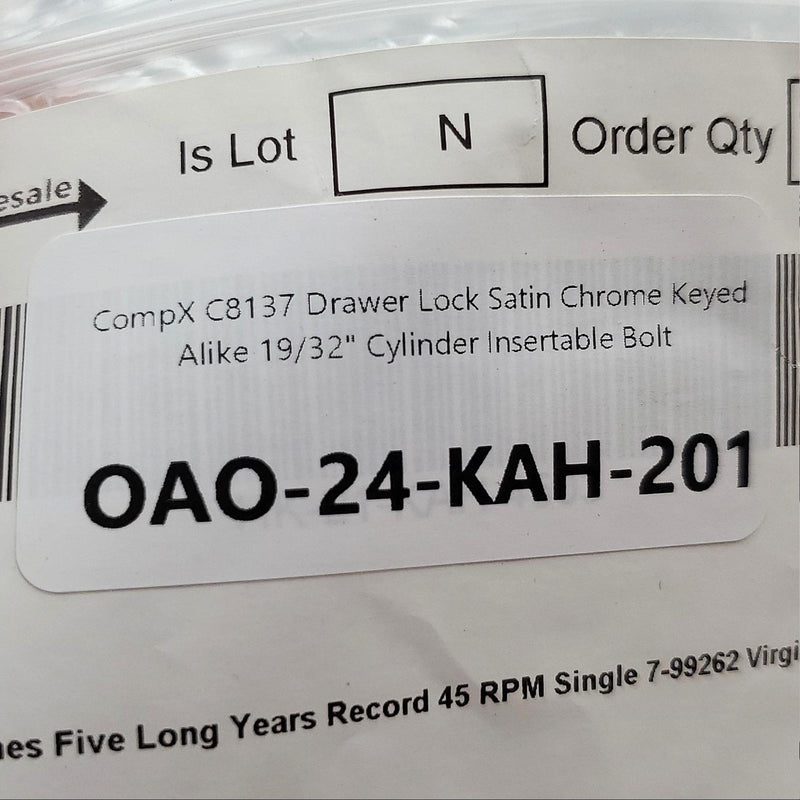 Is Lot N Order Qty
esale
CompX C8137 Drawer Lock Satin Chrome Keyed
Alike 19/32" Cylinder Insertable Bolt
OAO-24-KAH-201
nes Five Long Years Record 45 RPM Single 7-99262 Virgi